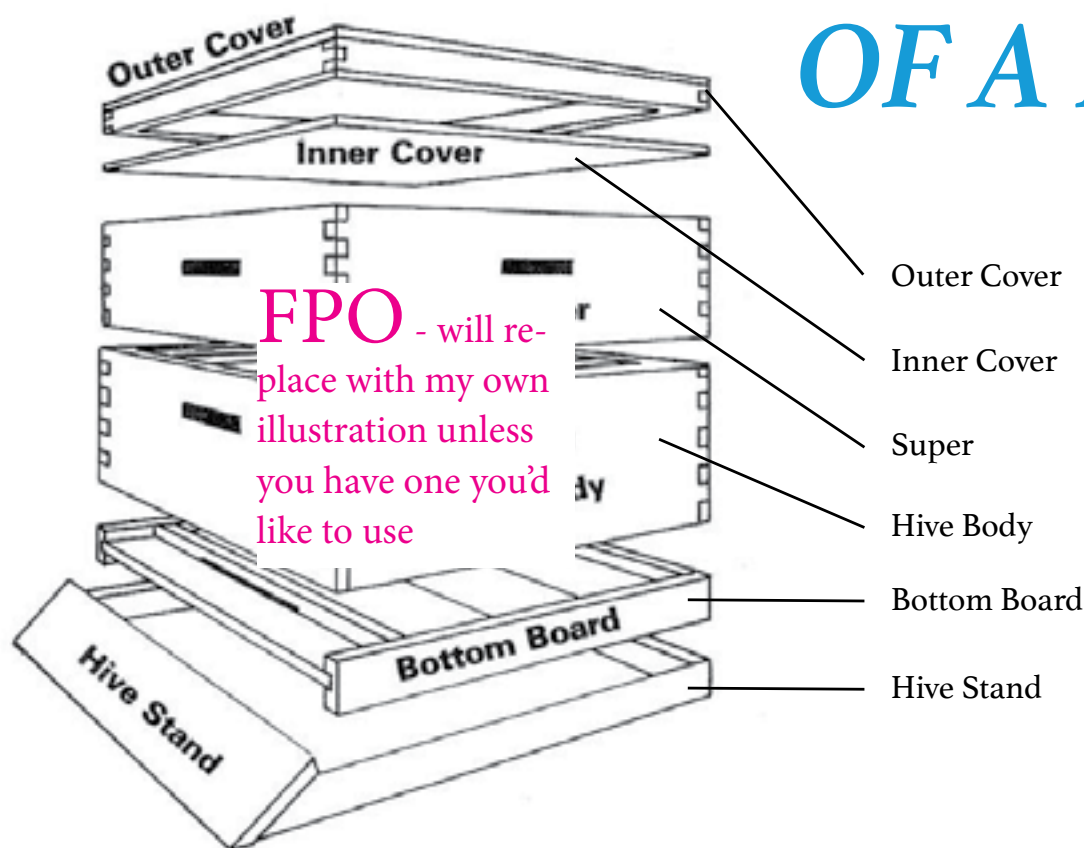 OF A
Outer Cover
Inner Cover
r
FPO - will re-
place with my own
illustration unless
you have one you’d
like to use
dy
Bottom Board
Hive Stand
Outer Cover
Inner Cover
Super
Hive Body
Bottom Board
Hive Stand